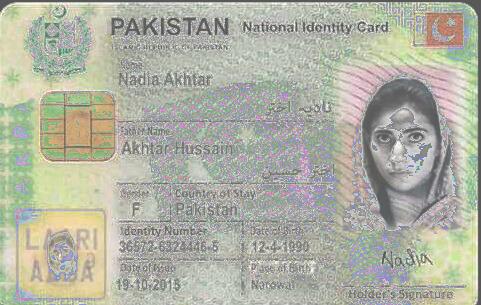 PAKISTAN National Identity Card
ISLAMIC REPUBLIC OF PAKISTAN
Name
Nadia Akhtar
نادیہ اختر
Father Name
Akhtar Hussain
اختر حسین
Gender Country of Stay
F Pakistan
Identity Number Date of Birth
36572-6324446-5 12-4-1990
Date of Issue Place of Birth
19-10-2015 Narowal
LAARI
ADDA
Nadia
Holder's Signature